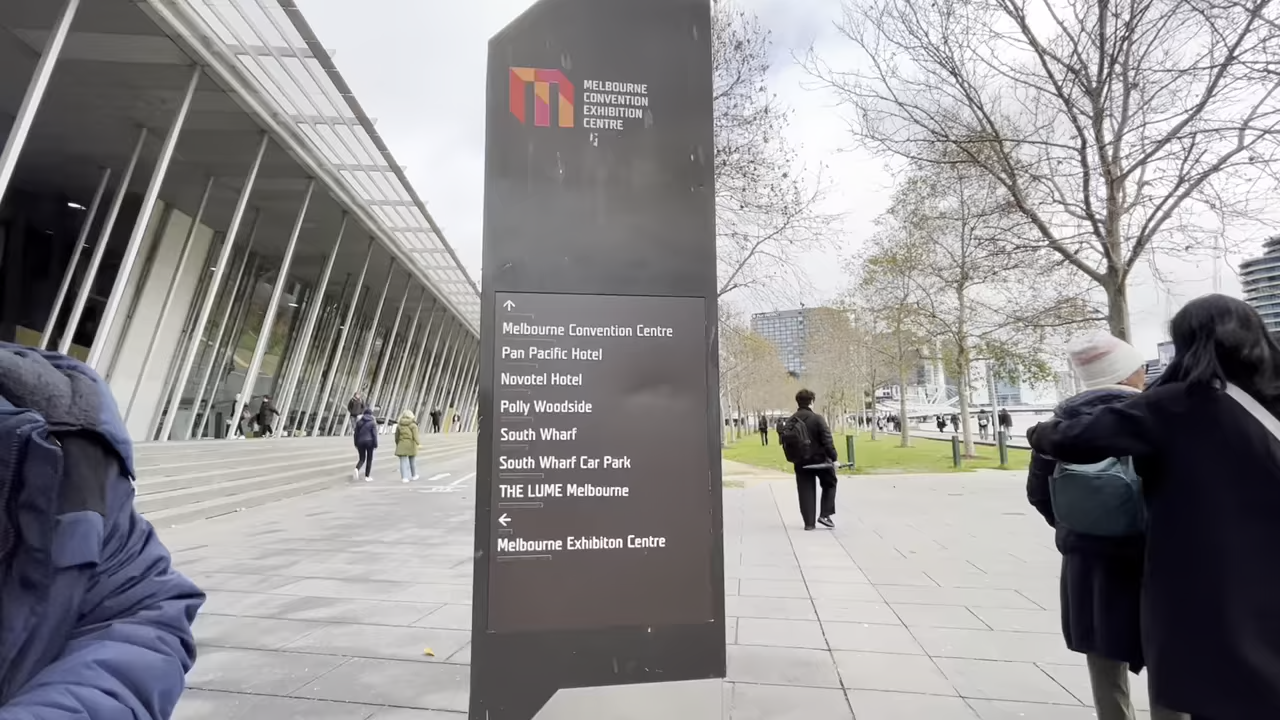 MELBOURNE
CONVENTION
EXHIBITION
CENTRE
↑
Melbourne Convention Centre
Pan Pacific Hotel
Novotel Hotel
Polly Woodside
South Wharf
South Wharf Car Park
THE LUME Melbourne
←
Melbourne Exhibiton Centre